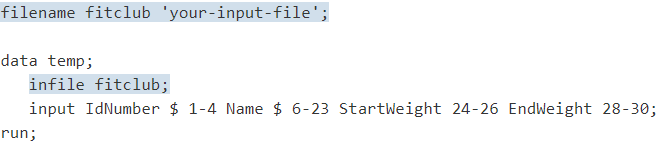 filename fitclub 'your-input-file';
data temp;
infile fitclub;
input IdNumber $ 1-4 Name $ 6-23 StartWeight 24-26 EndWeight 28-30;
run;